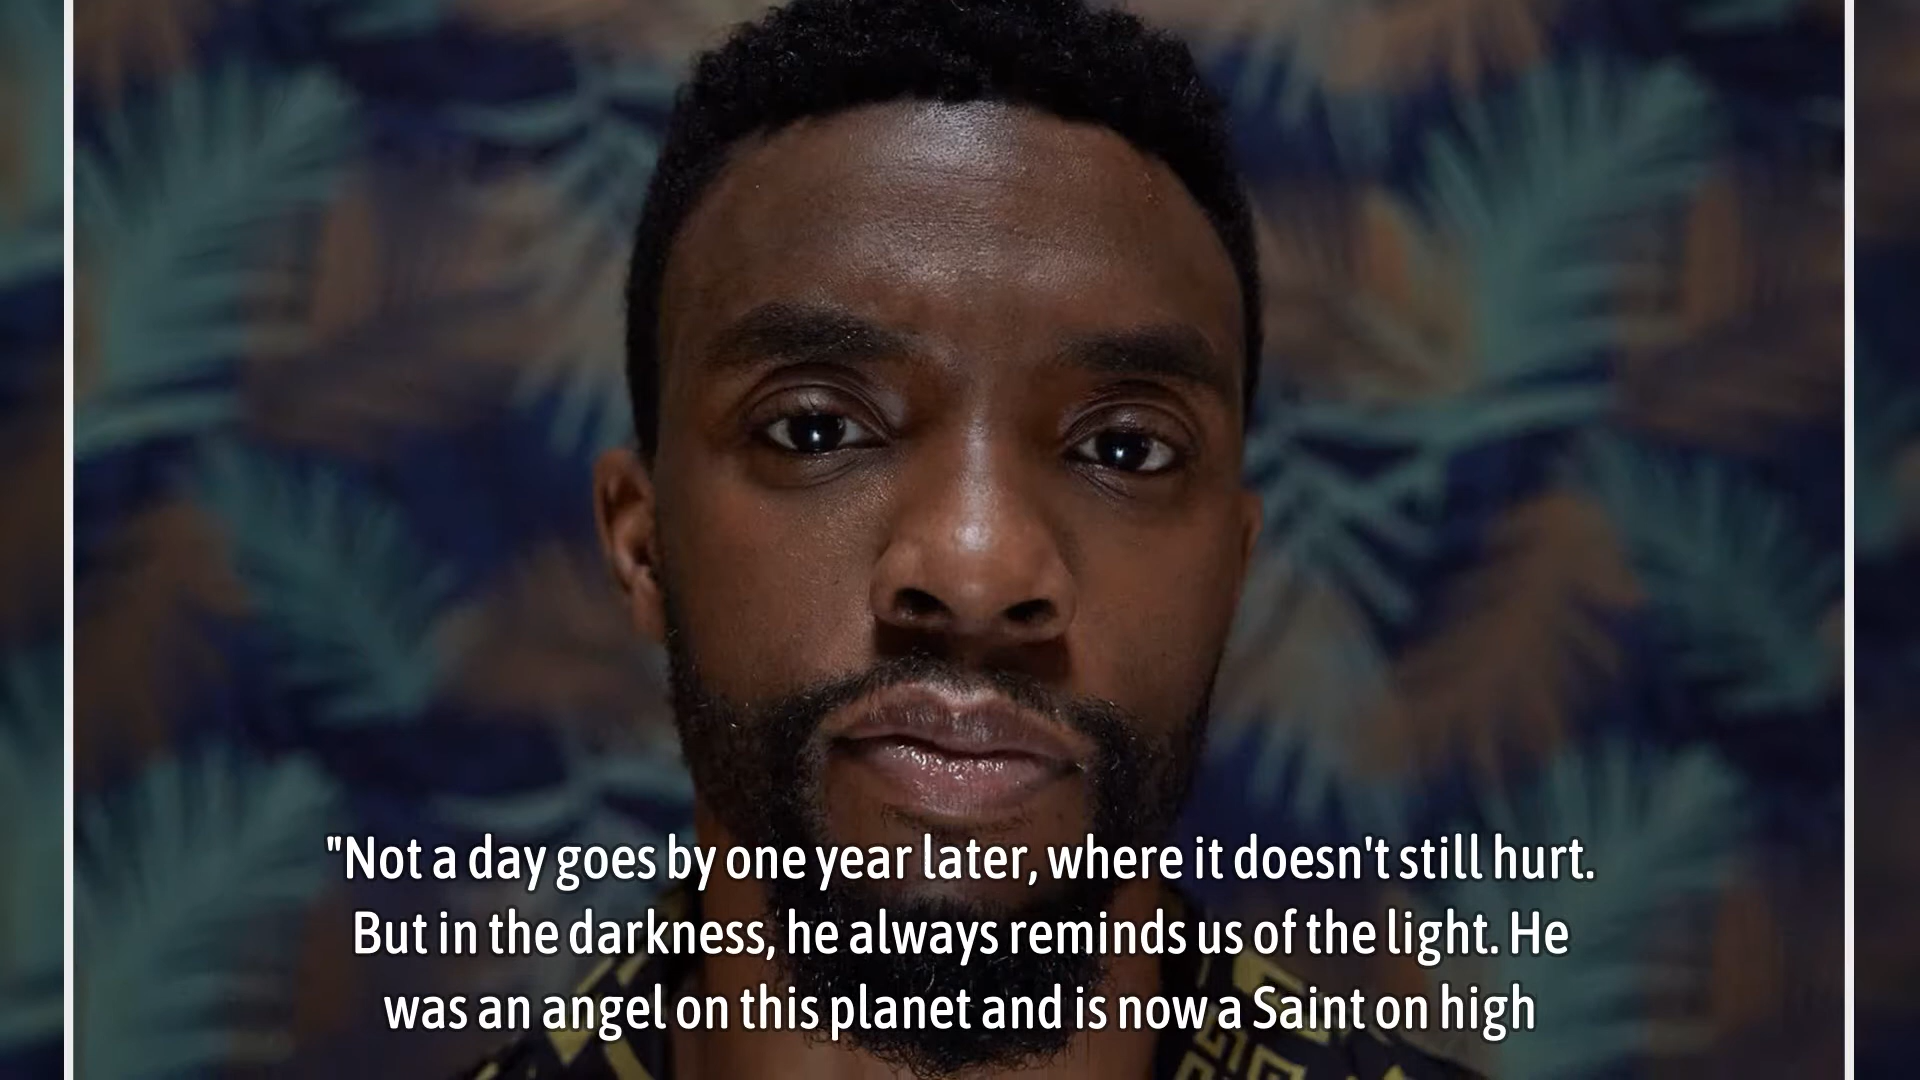 "Not a day goes by one year later, where it doesn't still hurt.
But in the darkness, he always reminds us of the light. He
was an angel on this planet and is now a Saint on high